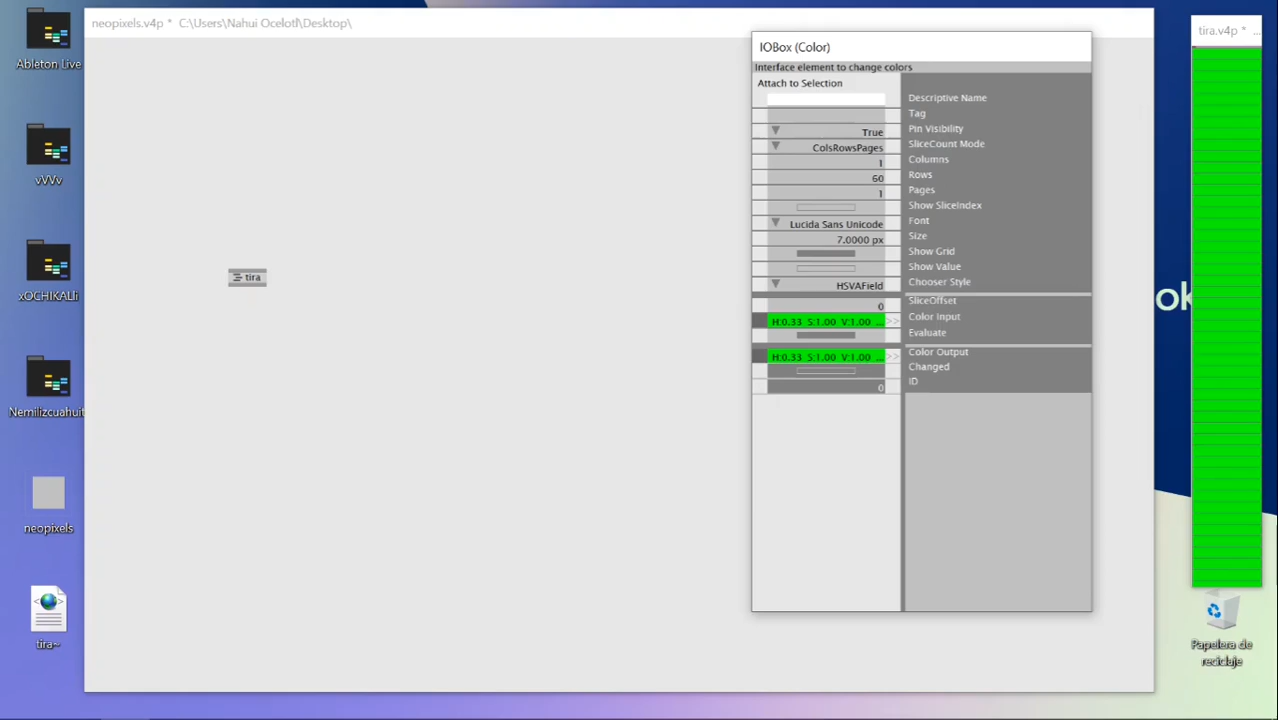 neopixels.v4p *  C:\Users\Nahui Ocelotl\Desktop\
tira.v4p * ...
Ableton Live
vVVv
xOCHIKALli
Nemilizcuahuit
neopixels
tira~
tira
IOBox (Color)
Interface element to change colors
Attach to Selection
Descriptive Name
Tag
True Pin Visibility
ColsRowsPages SliceCount Mode
1 Columns
60 Rows
1 Pages
Show SliceIndex
Lucida Sans Unicode Font
7.0000 px Size
Show Grid
Show Value
HSVAField Chooser Style
0 SliceOffset
H:0.33 S:1.00 V:1.00 ... >> Color Input
Evaluate
H:0.33 S:1.00 V:1.00 ... >> Color Output
Changed
0 ID
ok
Papelera de
reciclaje